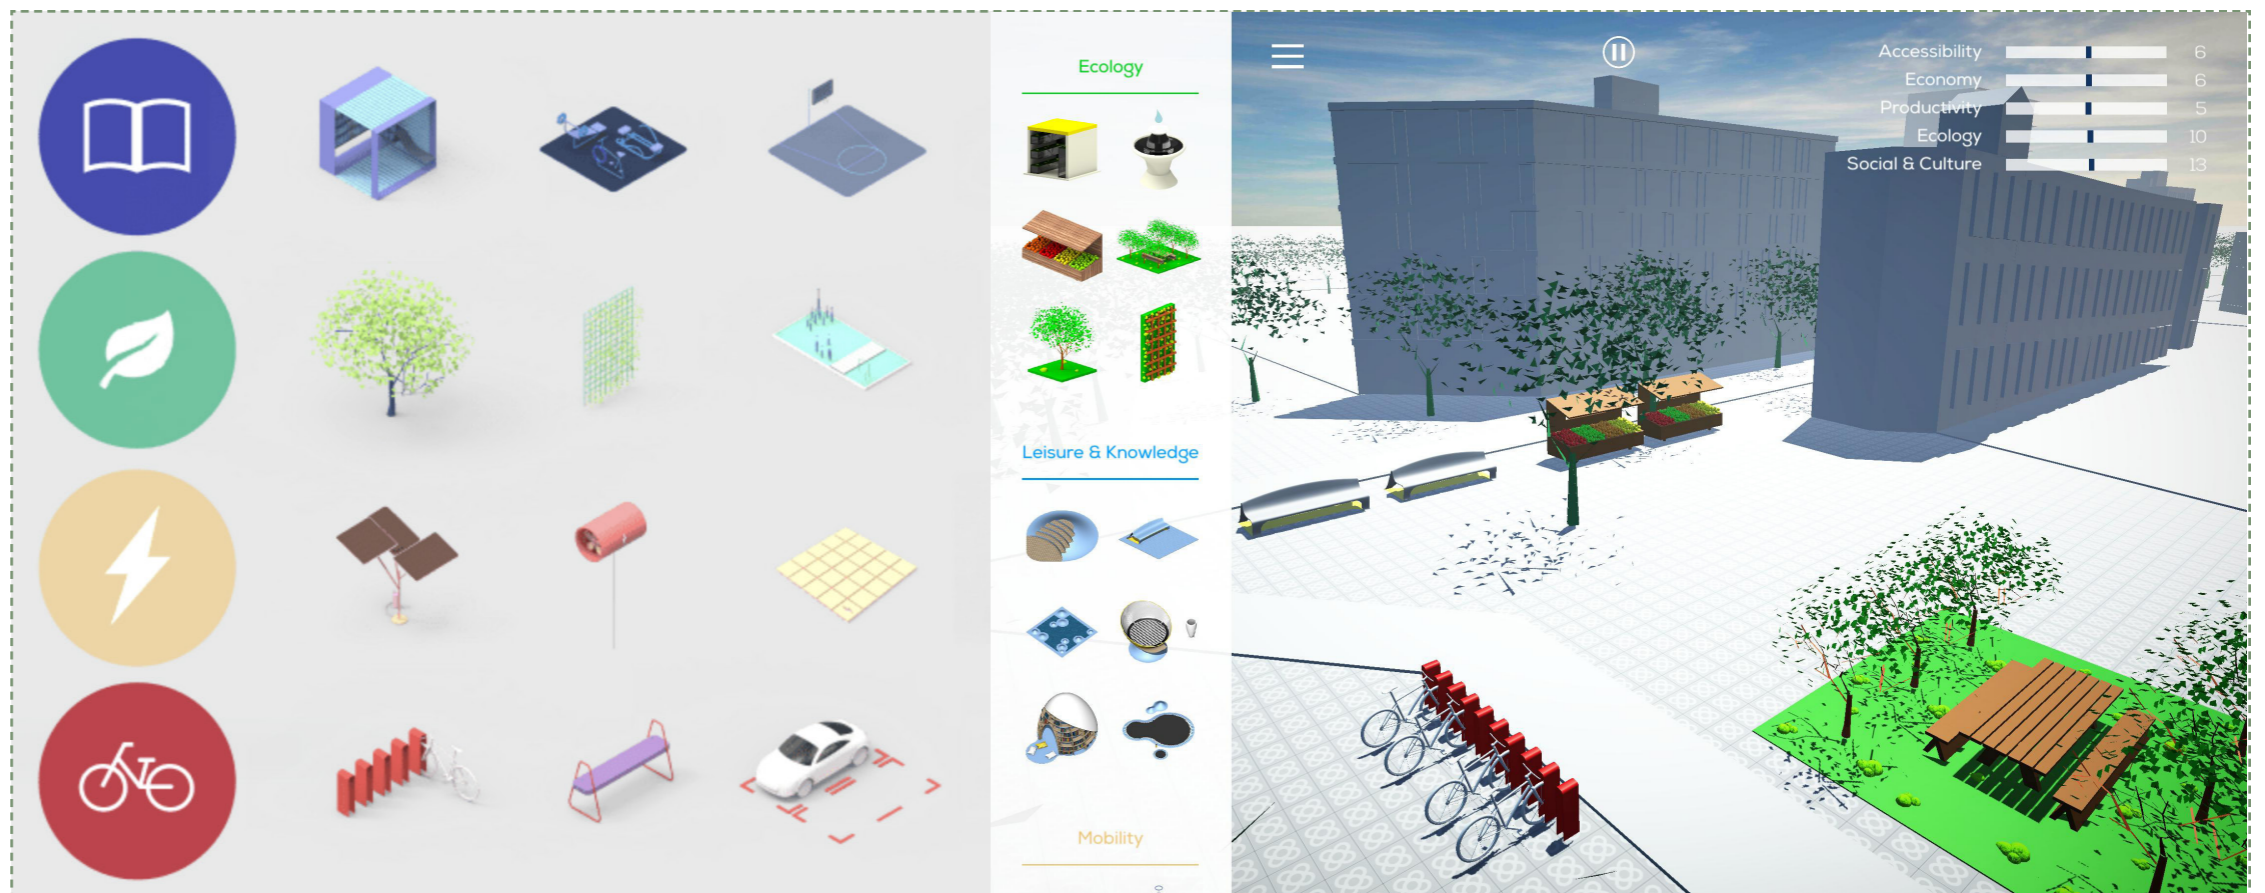 Ecology
Leisure & Knowledge
Mobility
Accessibility 6
Economy 6
Productivity 5
Ecology 10
Social & Culture 13